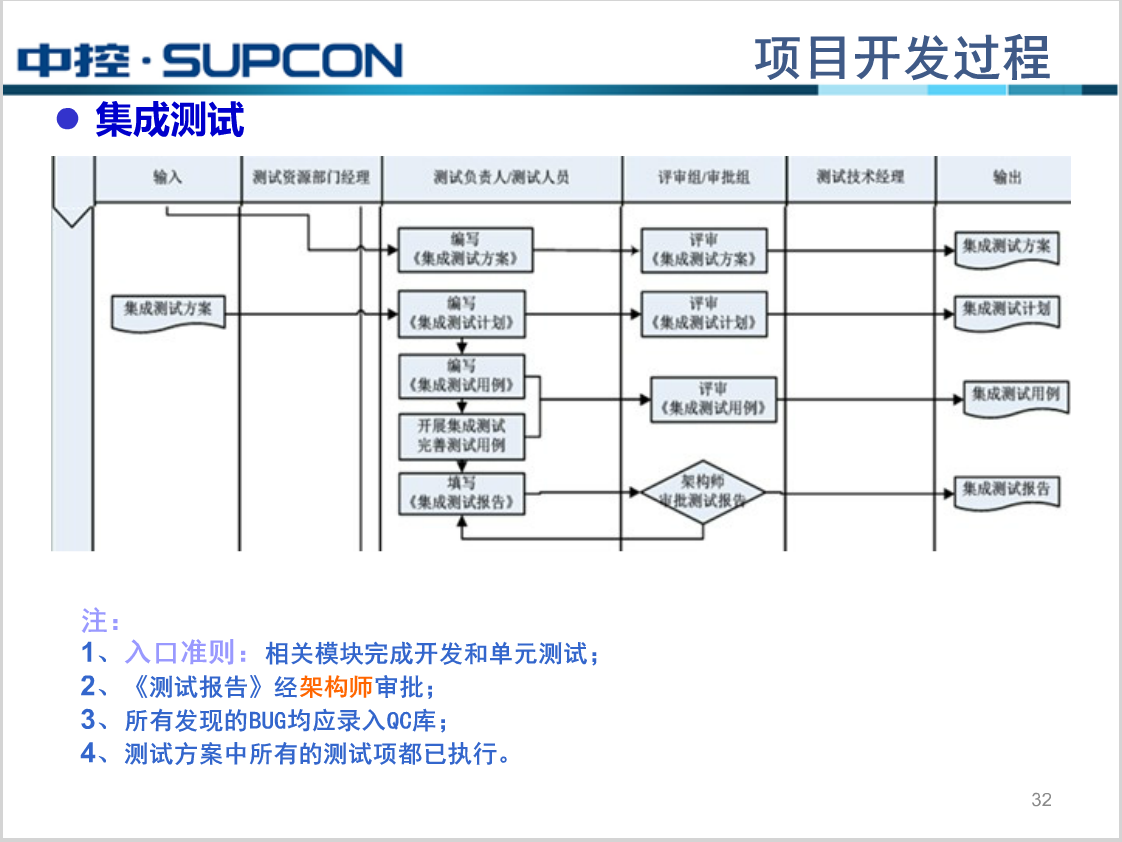 中控·SUPCON
项目开发过程
● 集成测试
输入 测试资源部门经理 测试负责人/测试人员 评审组/审批组 测试技术经理 输出
编写
《集成测试方案》
评审
《集成测试方案》
集成测试方案
集成测试方案
编写
《集成测试计划》
评审
《集成测试计划》
集成测试计划
编写
《集成测试用例》
评审
《集成测试用例》
集成测试用例
开展集成测试
完善测试用例
填写
《集成测试报告》
架构师
审批测试报告
集成测试报告
注：
1、入口准则：相关模块完成开发和单元测试；
2、《测试报告》经架构师审批；
3、所有发现的BUG均应录入QC库；
4、测试方案中所有的测试项都已执行。
32